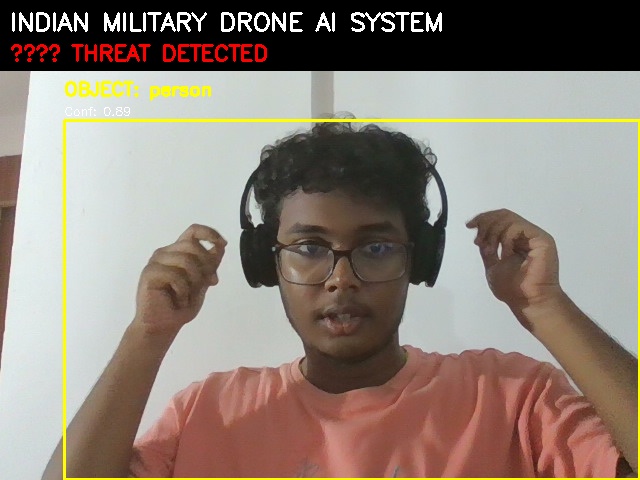 INDIAN MILITARY DRONE AI SYSTEM
???? THREAT DETECTED
OBJECT: person
Conf: 0.89